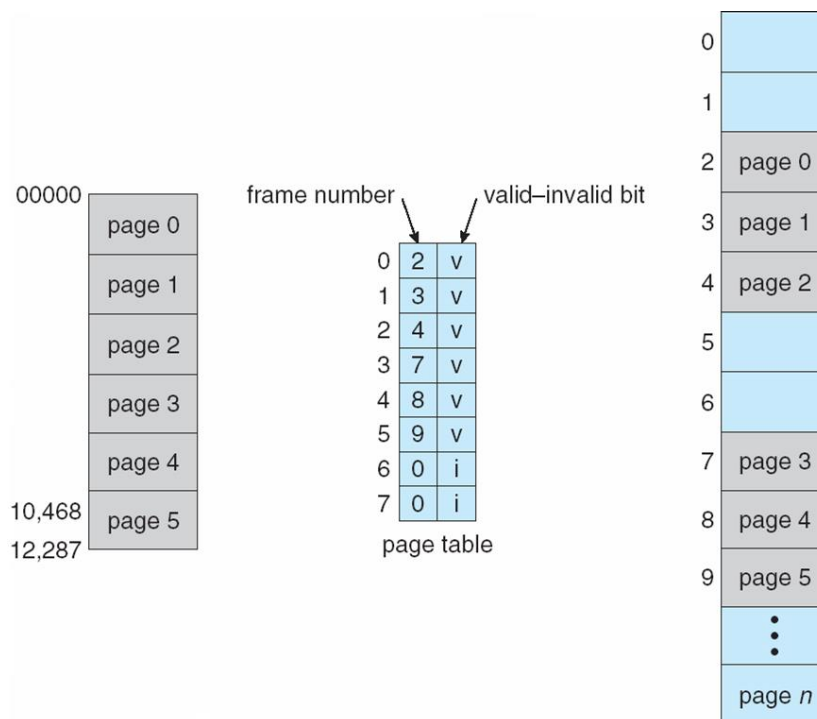 00000
page 0
page 1
page 2
page 3
page 4
10,468
page 5
12,287
frame number
valid–invalid bit
0 2 v
1 3 v
2 4 v
3 7 v
4 8 v
5 9 v
6 0 i
7 0 i
page table
0
1
2 page 0
3 page 1
4 page 2
5
6
7 page 3
8 page 4
9 page 5
page n